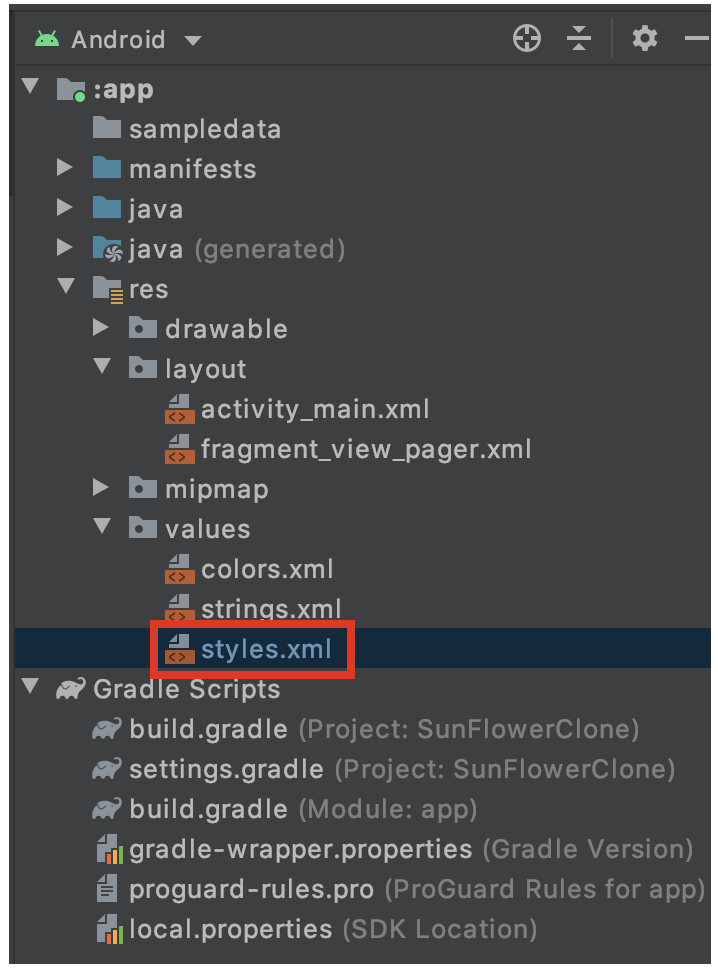 Android
:app
sampledata
manifests
java
java (generated)
res
drawable
layout
activity_main.xml
fragment_view_pager.xml
mipmap
values
colors.xml
strings.xml
styles.xml
Gradle Scripts
build.gradle (Project: SunFlowerClone)
settings.gradle (Project: SunFlowerClone)
build.gradle (Module: app)
gradle-wrapper.properties (Gradle Version)
proguard-rules.pro (ProGuard Rules for app)
local.properties (SDK Location)